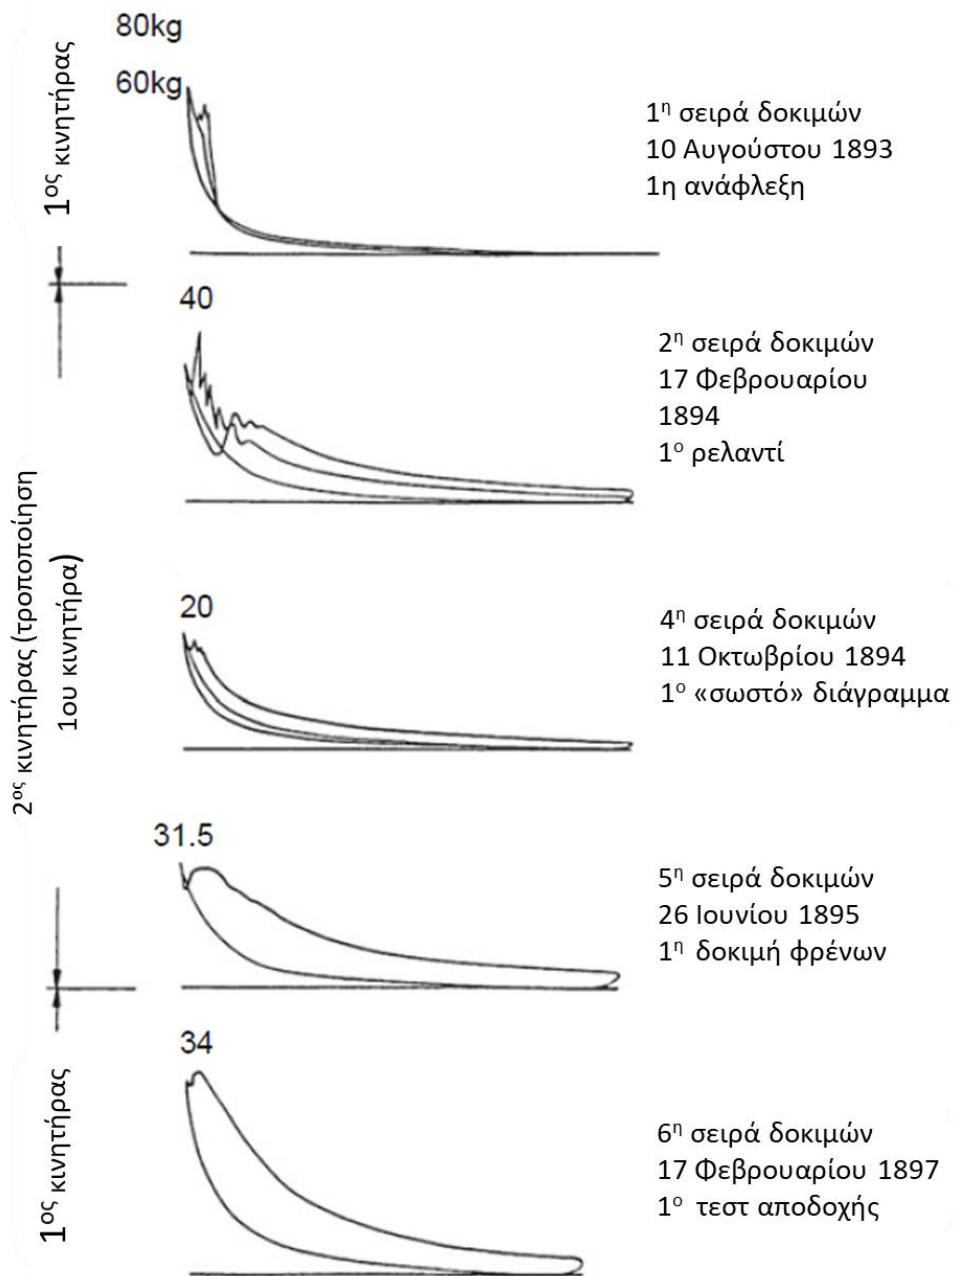 80kg
60kg
1ος κινητήρας
1η σειρά δοκιμών
10 Αυγούστου 1893
1η ανάφλεξη
40
2η σειρά δοκιμών
17 Φεβρουαρίου
1894
1ο ρελαντί
2ος κινητήρας (τροποποίηση
1ου κινητήρα)
20
4η σειρά δοκιμών
11 Οκτωβρίου 1894
1ο «σωστό» διάγραμμα
31.5
5η σειρά δοκιμών
26 Ιουνίου 1895
1η δοκιμή φρένων
34
1ος κινητήρας
6η σειρά δοκιμών
17 Φεβρουαρίου 1897
1ο τεστ αποδοχής